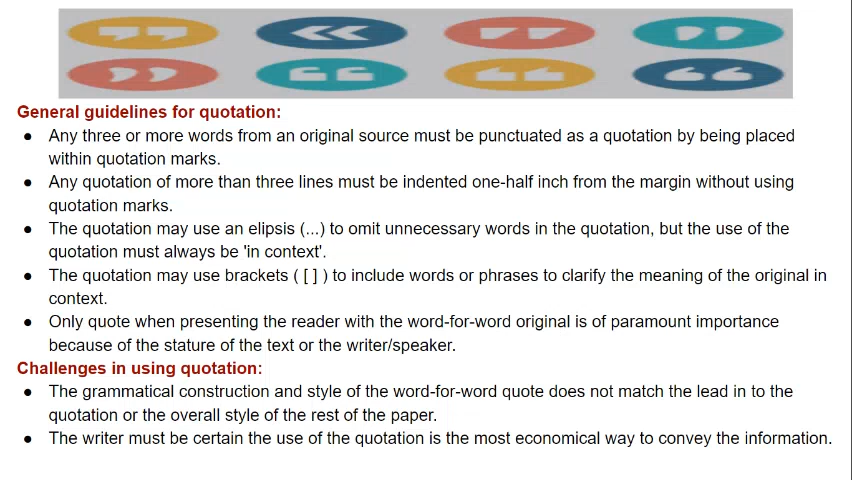 General guidelines for quotation:
● Any three or more words from an original source must be punctuated as a quotation by being placed
within quotation marks.
● Any quotation of more than three lines must be indented one-half inch from the margin without using
quotation marks.
● The quotation may use an elipsis (...) to omit unnecessary words in the quotation, but the use of the
quotation must always be 'in context'.
● The quotation may use brackets ( [ ] ) to include words or phrases to clarify the meaning of the original in
context.
● Only quote when presenting the reader with the word-for-word original is of paramount importance
because of the stature of the text or the writer/speaker.
Challenges in using quotation:
● The grammatical construction and style of the word-for-word quote does not match the lead in to the
quotation or the overall style of the rest of the paper.
● The writer must be certain the use of the quotation is the most economical way to convey the information.